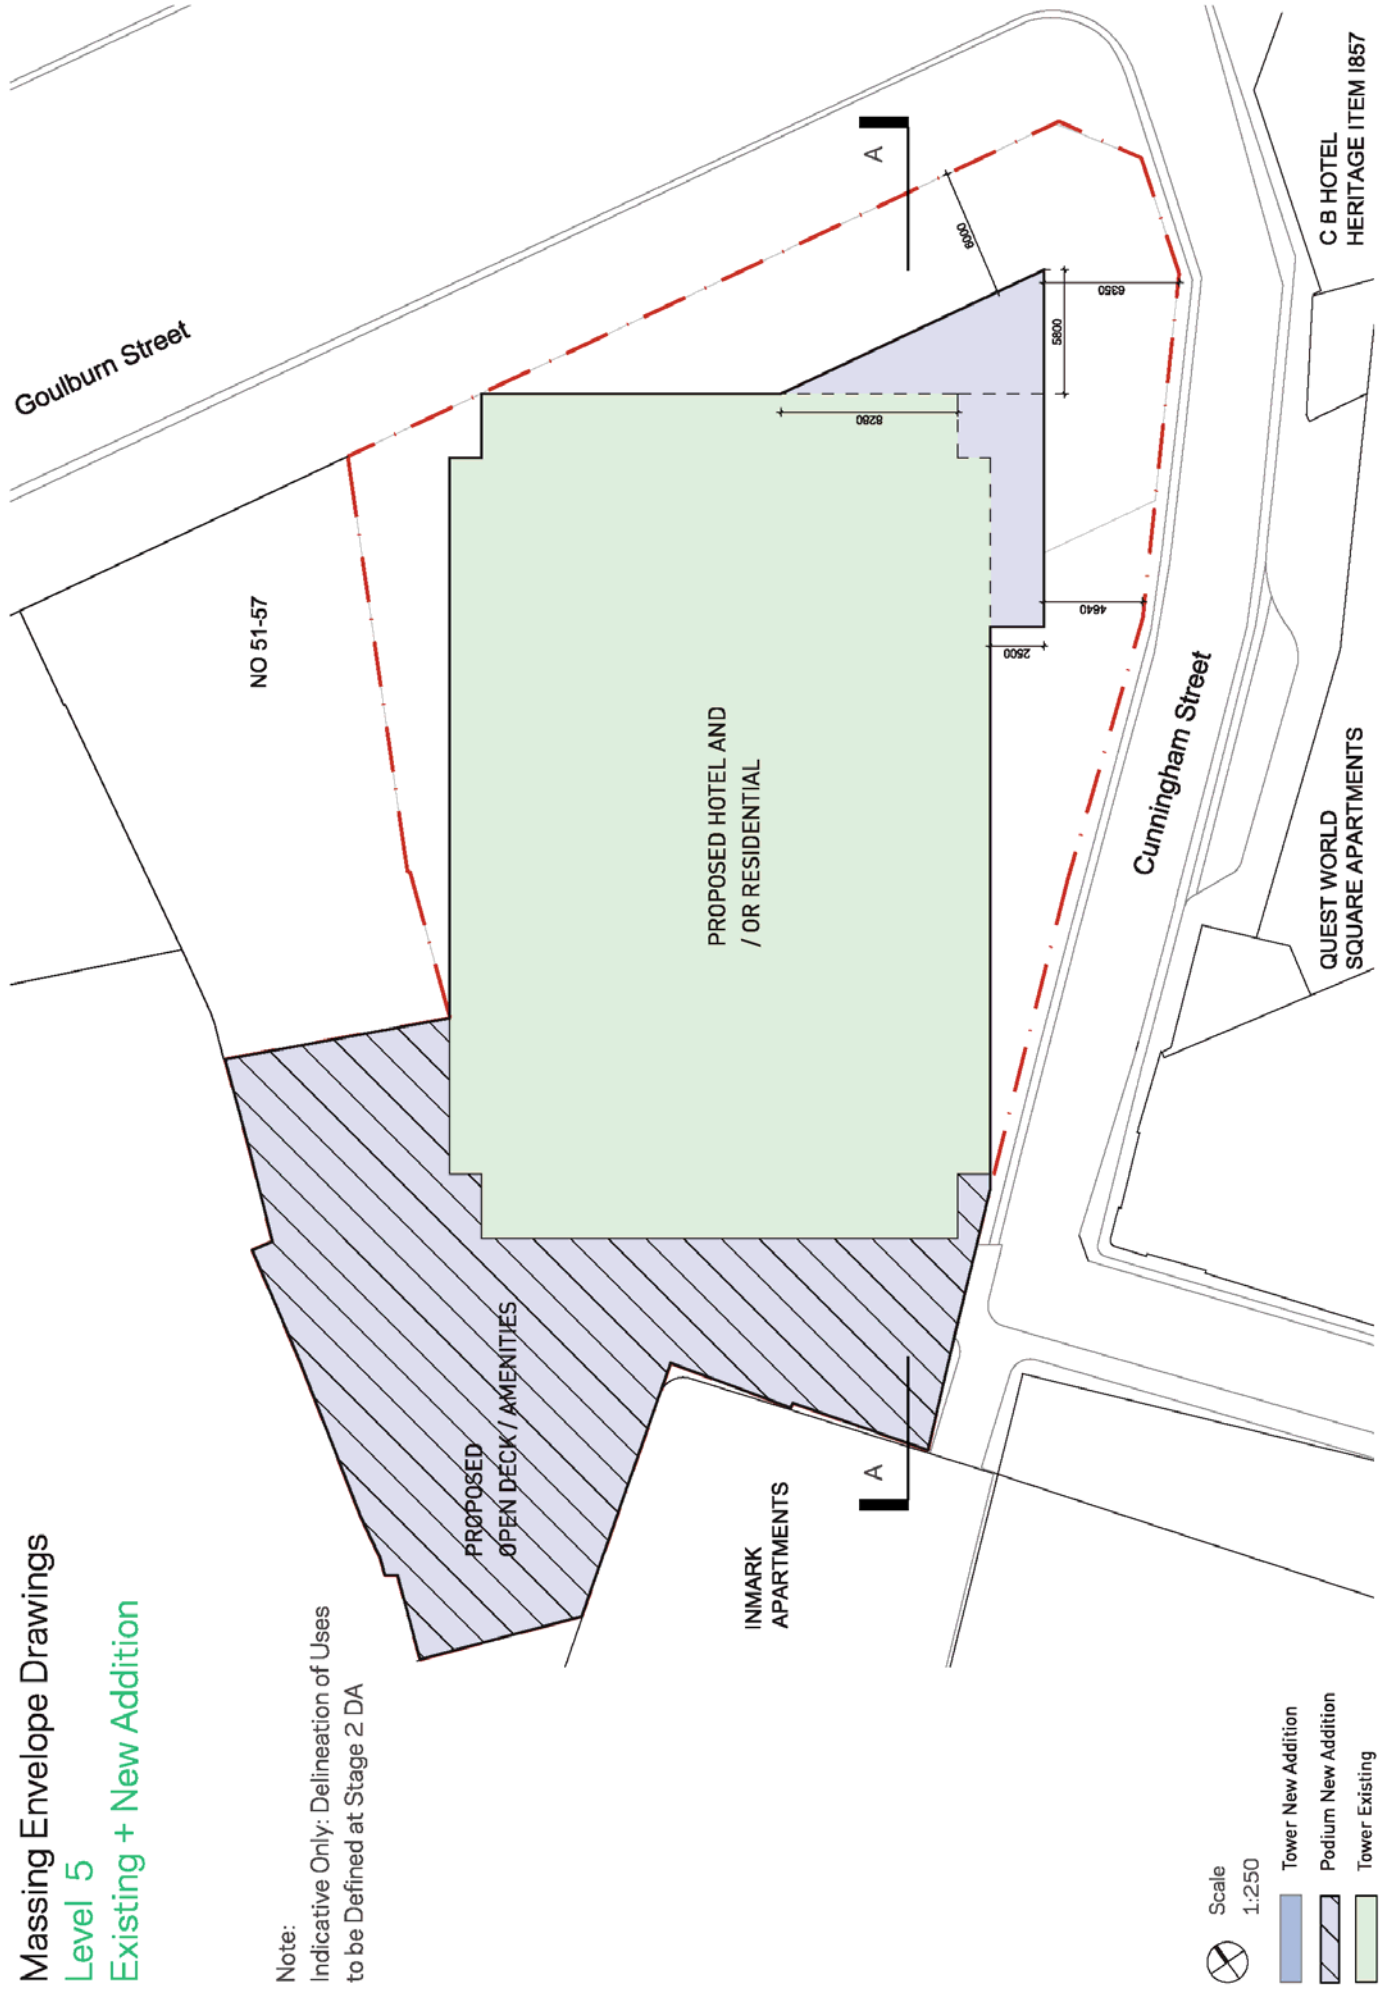 Massing Envelope Drawings
Level 5
Existing + New Addition
Note:
Indicative Only: Delineation of Uses
to be Defined at Stage 2 DA
Goulburn Street
NO 51-57
A
6000
5800
6350
8280
4640
2500
PROPOSED HOTEL AND
/ OR RESIDENTIAL
PROPOSED
OPEN DECK / AMENITIES
INMARK
APARTMENTS
A
Cunningham Street
C B HOTEL
HERITAGE ITEM I857
QUEST WORLD
SQUARE APARTMENTS
Scale
1:250
Tower New Addition
Podium New Addition
Tower Existing